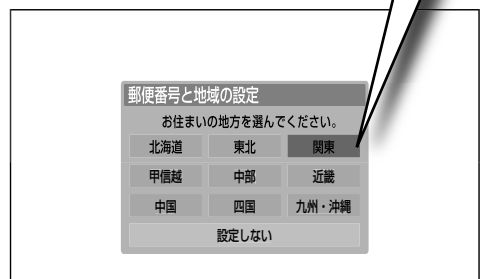 郵便番号と地域の設定
お住まいの地方を選んでください。
北海道 東北 関東
甲信越 中部 近畿
中国 四国 九州・沖縄
設定しない